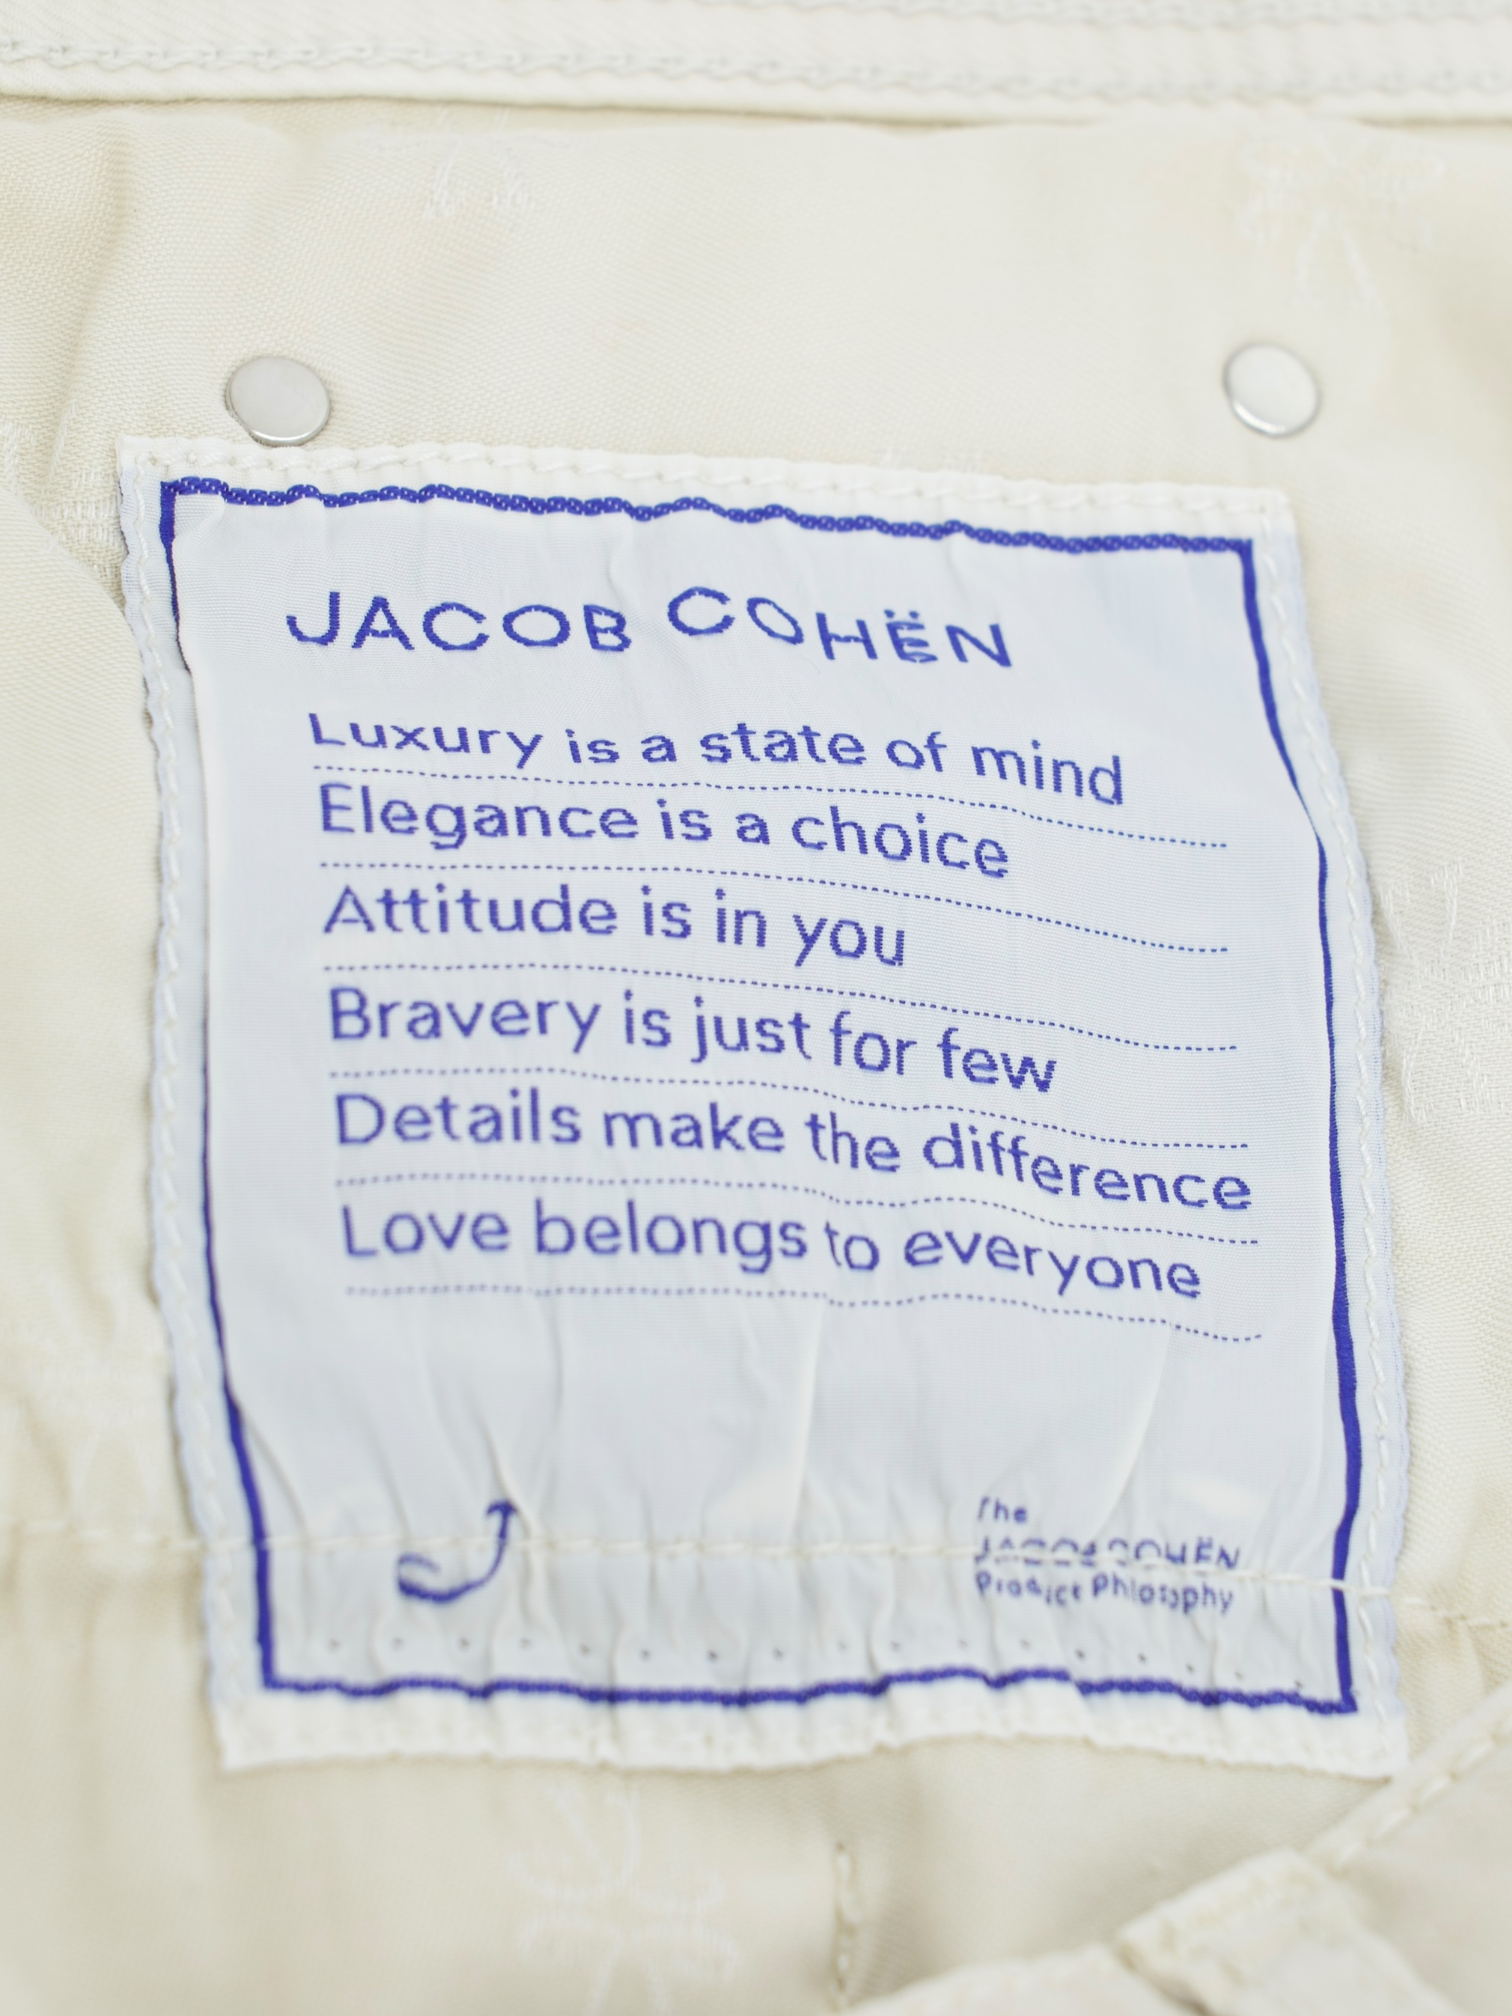 JACOB COHËN
Luxury is a state of mind
Elegance is a choice
Attitude is in you
Bravery is just for few
Details make the difference
Love belongs to everyone
The
JACOB COHËN
Product Philosophy